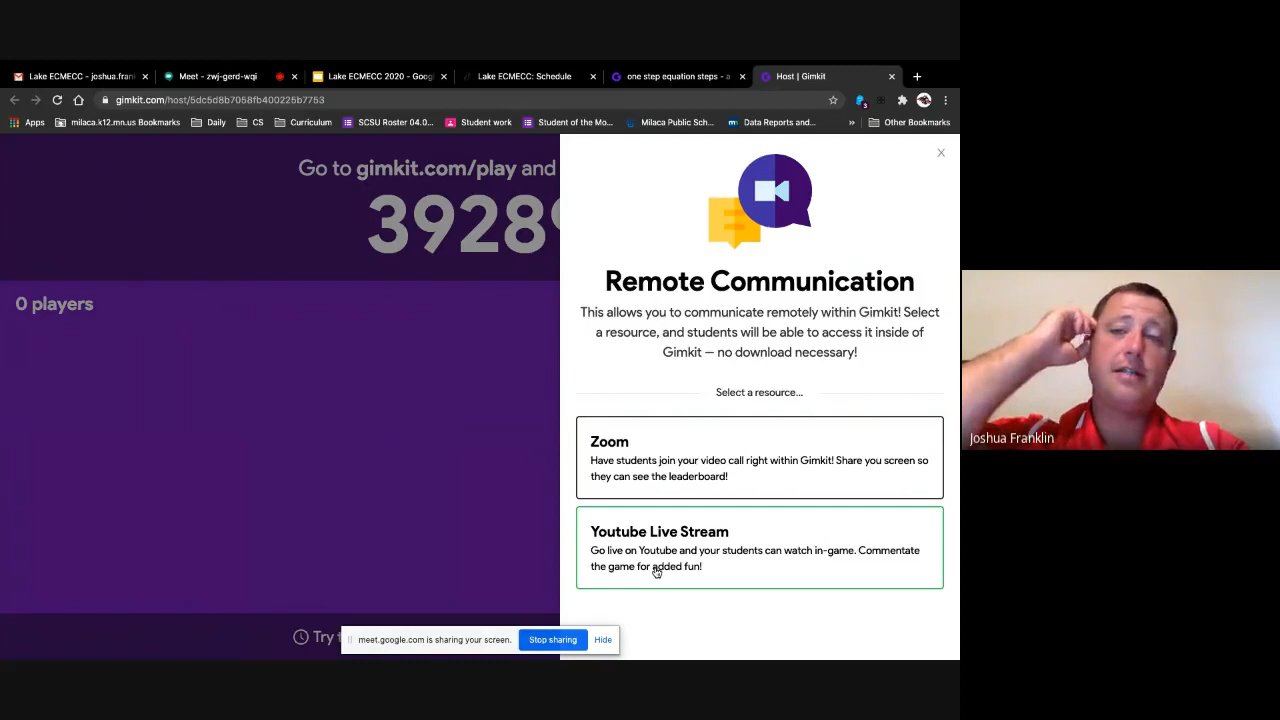 Lake ECMECC - joshua.fran
Meet - zwj-gerd-wqi
Lake ECMECC 2020 - Goog
Lake ECMECC: Schedule
one step equation steps - a
Host | Gimkit
gimkit.com/host/5dc5d8b7058fb400225b7753
3
Apps
milaca.k12.mn.us Bookmarks
Daily
CS
Curriculum
SCSU Roster 04.0...
Student work
Student of the Mo...
Milaca Public Sch...
Data Reports and...
»
Other Bookmarks
Go to gimkit.com/play and
3928
0 players
Try
X
Remote Communication
This allows you to communicate remotely within Gimkit! Select
a resource, and students will be able to access it inside of
Gimkit — no download necessary!
Select a resource...
Zoom
Have students join your video call right within Gimkit! Share you screen so
they can see the leaderboard!
Youtube Live Stream
Go live on Youtube and your students can watch in-game. Commentate
the game for added fun!
meet.google.com is sharing your screen.
Stop sharing
Hide
Joshua Franklin